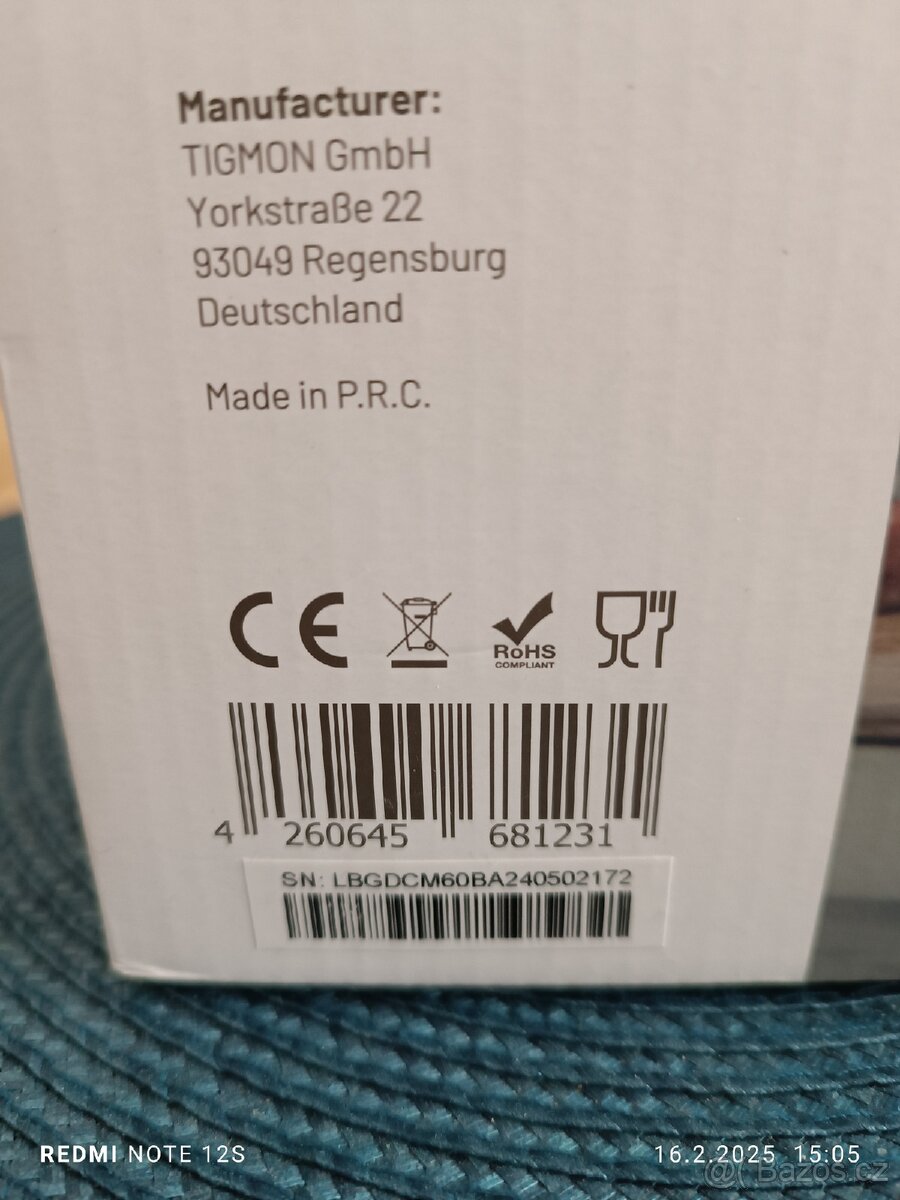 Manufacturer:
TIGMON GmbH
Yorkstraße 22
93049 Regensburg
Deutschland
Made in P.R.C.
CE
RoHS
COMPLIANT
4 260645 681231
SN: LBGDCM60BA240502172
REDMI NOTE 12S
16.2.2025 15:05
Bazos.cz